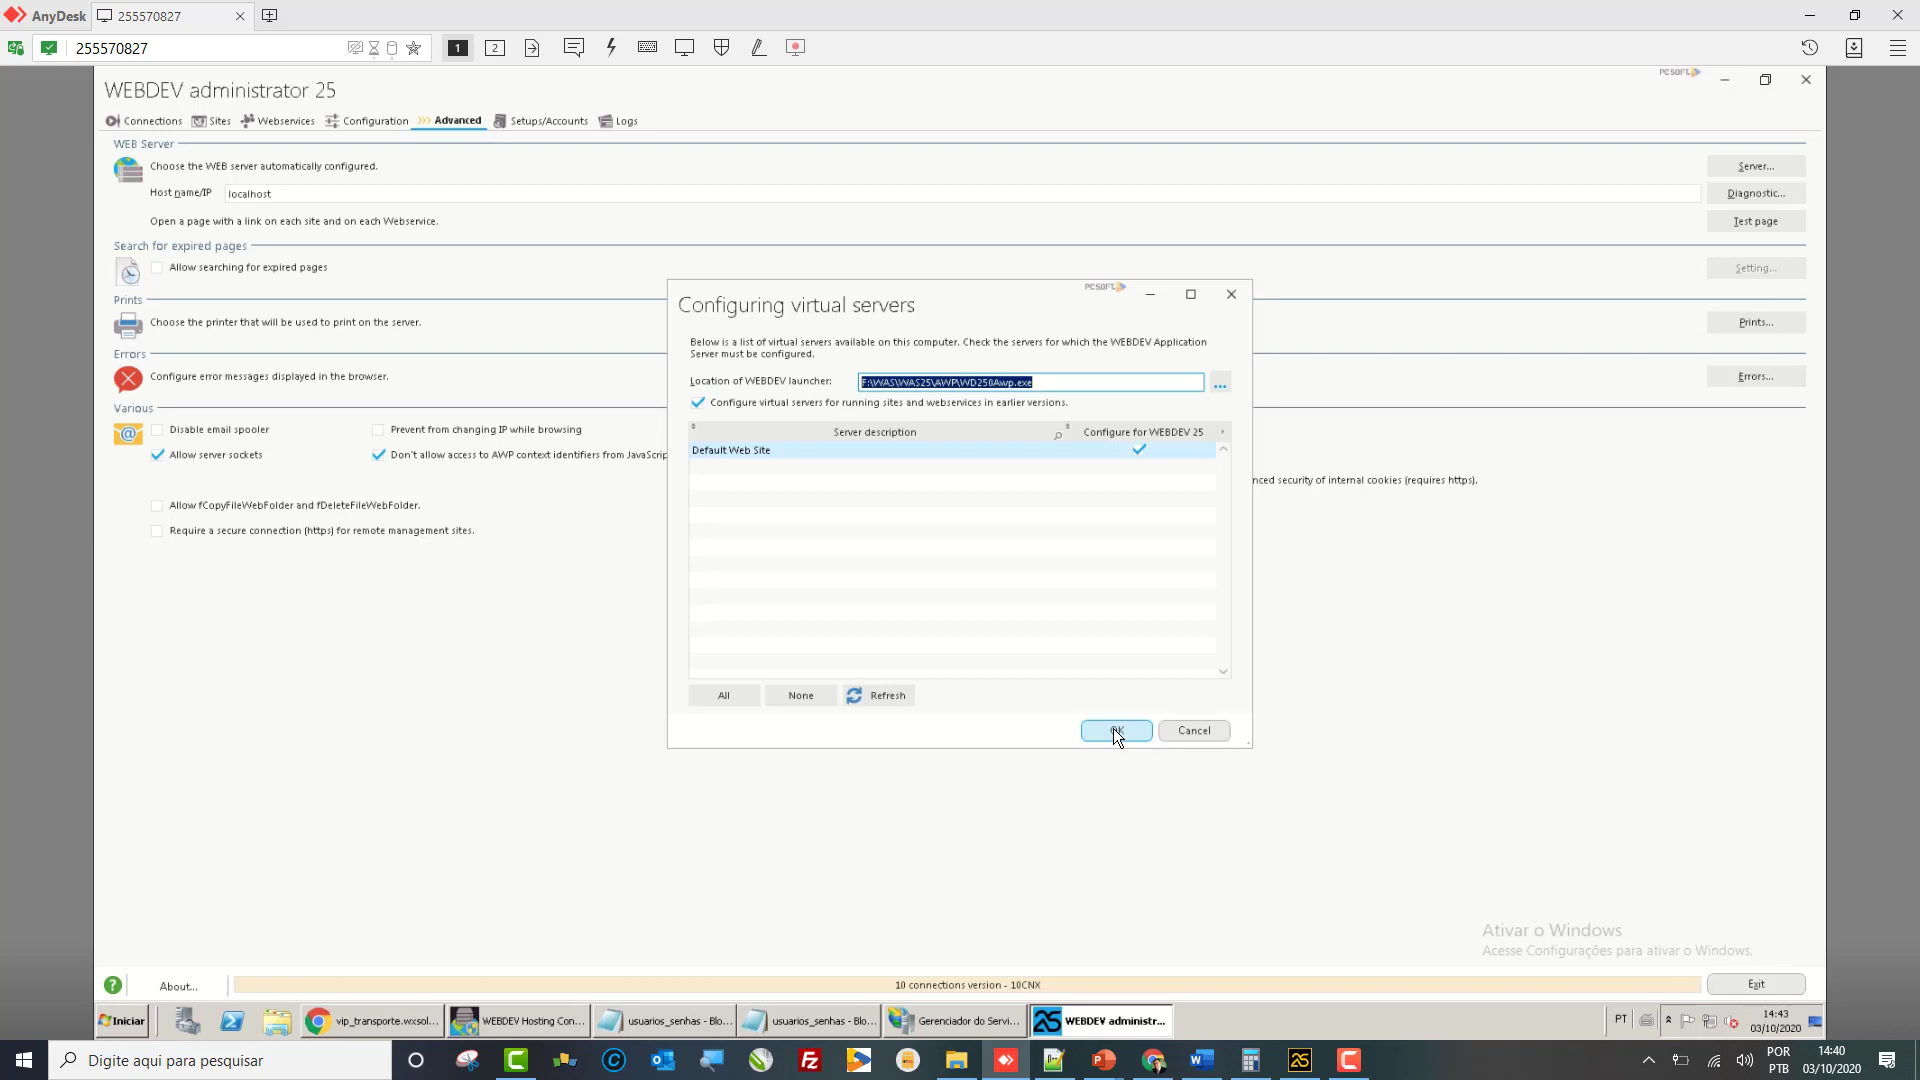 AnyDesk 255570827
255570827 1 2
WEBDEV administrator 25 PC SOFT
Connections Sites Webservices Configuration Advanced Setups/Accounts Logs
WEB Server
Choose the WEB server automatically configured. Server...
Host name/IP localhost Diagnostic...
Open a page with a link on each site and on each Webservice. Test page
Search for expired pages
Allow searching for expired pages Setting...
Prints
Choose the printer that will be used to print on the server. Prints...
Errors
Configure error messages displayed in the browser. Errors...
Various
Disable email spooler Prevent from changing IP while browsing
Allow server sockets Don't allow access to AWP context identifiers from JavaScrip
nced security of internal cookies (requires https).
Allow fCopyFileWebFolder and fDeleteFileWebFolder.
Require a secure connection (https) for remote management sites.
PC SOFT
Configuring virtual servers
Below is a list of virtual servers available on this computer. Check the servers for which the WEBDEV Application
Server must be configured.
Location of WEBDEV launcher: F:\WAS\WAS25\AWP\WD250Awp.exe ...
Configure virtual servers for running sites and webservices in earlier versions.
Server description Configure for WEBDEV 25
Default Web Site
All None Refresh
OK Cancel
Ativar o Windows
Acesse Configurações para ativar o Windows.
About... 10 connections version - 10CNX Exit
Iniciar vip_transporte.wxsol... WEBDEV Hosting Con... usuarios_senhas - Blo... usuarios_senhas - Blo... Gerenciador do Servi... WEBDEV administr... PT 14:43
03/10/2020
Digite aqui para pesquisar POR 14:40
PTB 03/10/2020